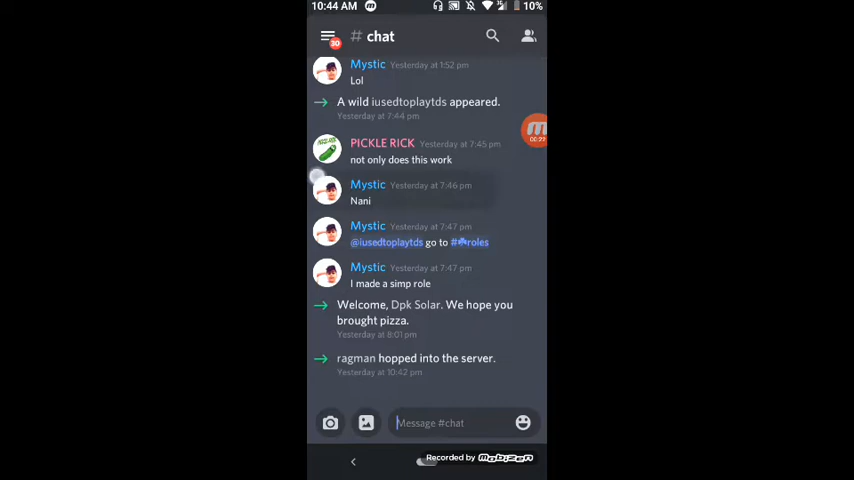 10:44 AM 10%
30 # chat
Mystic Yesterday at 1:52 pm
Lol
A wild iusedtoplaytds appeared.
Yesterday at 7:44 pm
PICKLE RICK Yesterday at 7:45 pm
not only does this work
Mystic Yesterday at 7:46 pm
Nani
Mystic Yesterday at 7:47 pm
@iusedtoplaytds go to #☘roles
Mystic Yesterday at 7:47 pm
I made a simp role
Welcome, Dpk Solar. We hope you
brought pizza.
Yesterday at 8:01 pm
ragman hopped into the server.
Yesterday at 10:42 pm
Message #chat
Recorded by mobizen